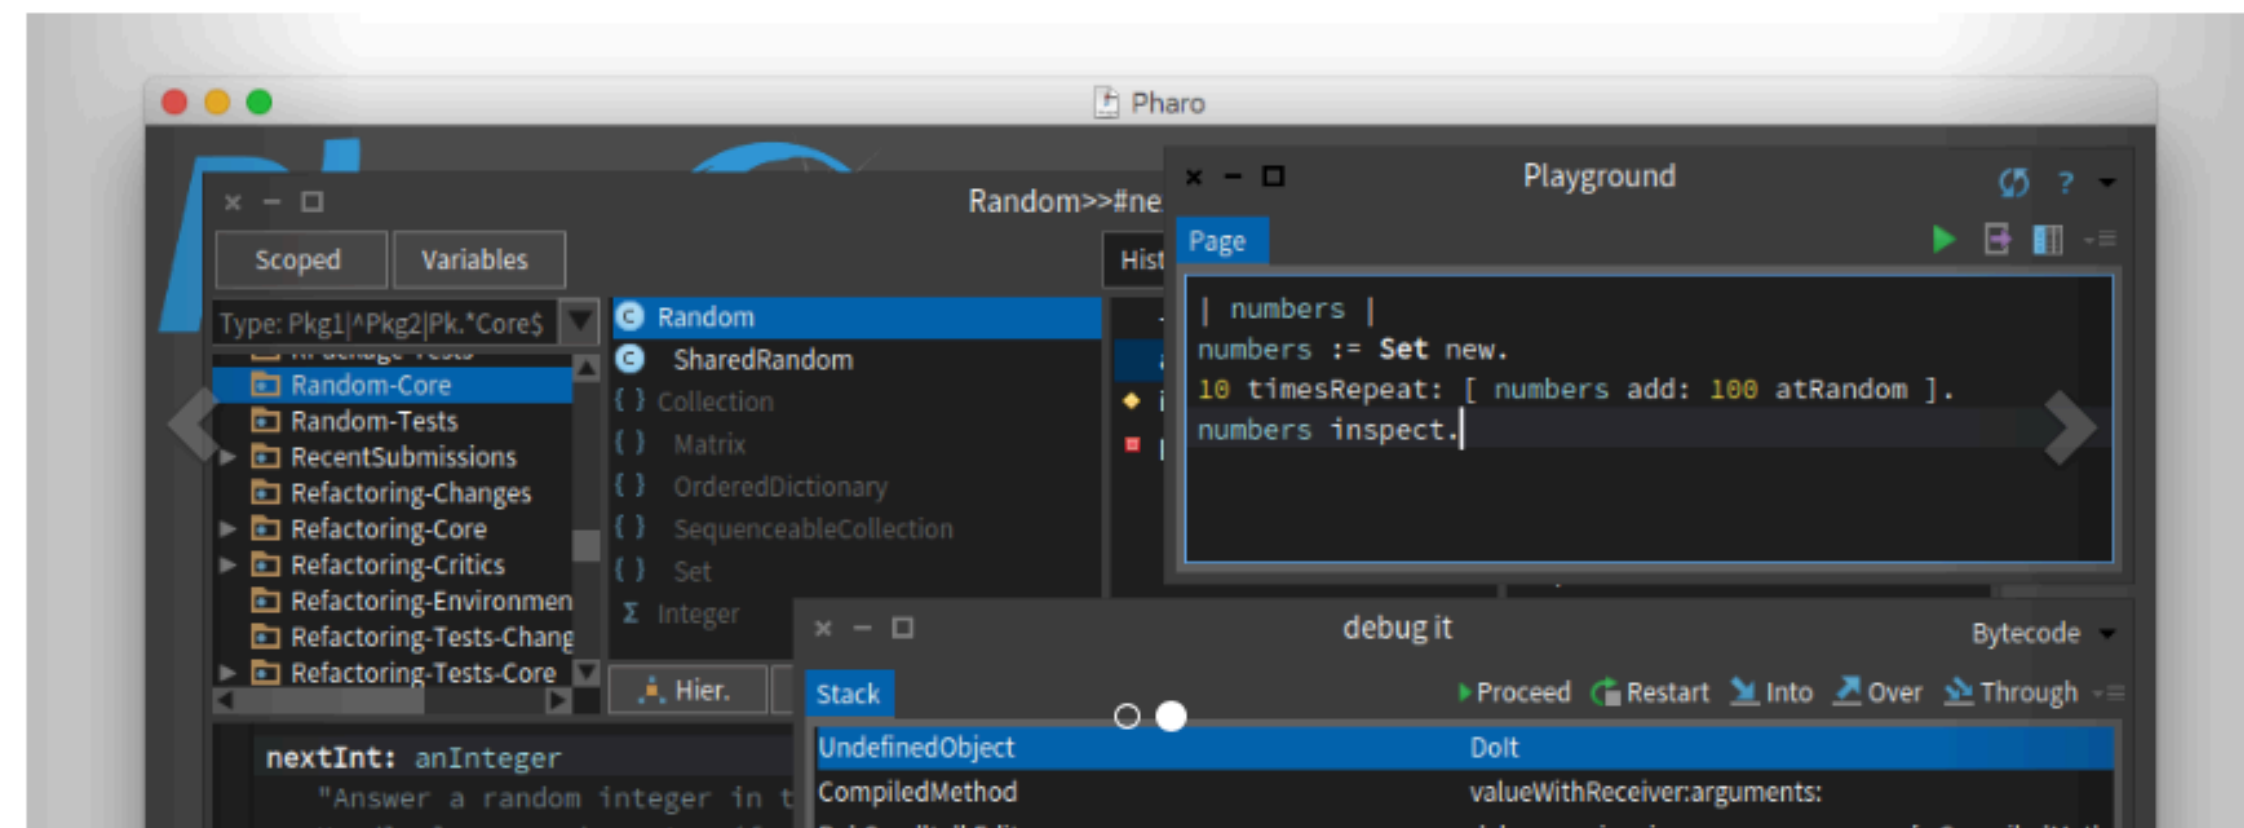 Pharo
Random>>#ne
Scoped
Variables
Hist
Type: Pkg1|^Pkg2|Pk.*Core$
Random-Core
Random-Tests
RecentSubmissions
Refactoring-Changes
Refactoring-Core
Refactoring-Critics
Refactoring-Environmen
Refactoring-Tests-Chang
Refactoring-Tests-Core
Random
SharedRandom
Collection
Matrix
OrderedDictionary
SequenceableCollection
Set
Integer
Hier.
nextInt: anInteger
"Answer a random integer in t
Playground
?
Page
| numbers |
numbers := Set new.
10 timesRepeat: [ numbers add: 100 atRandom ].
numbers inspect.
debug it
Bytecode
Stack
Proceed Restart Into Over Through
UndefinedObject DoIt
CompiledMethod valueWithReceiver:arguments: